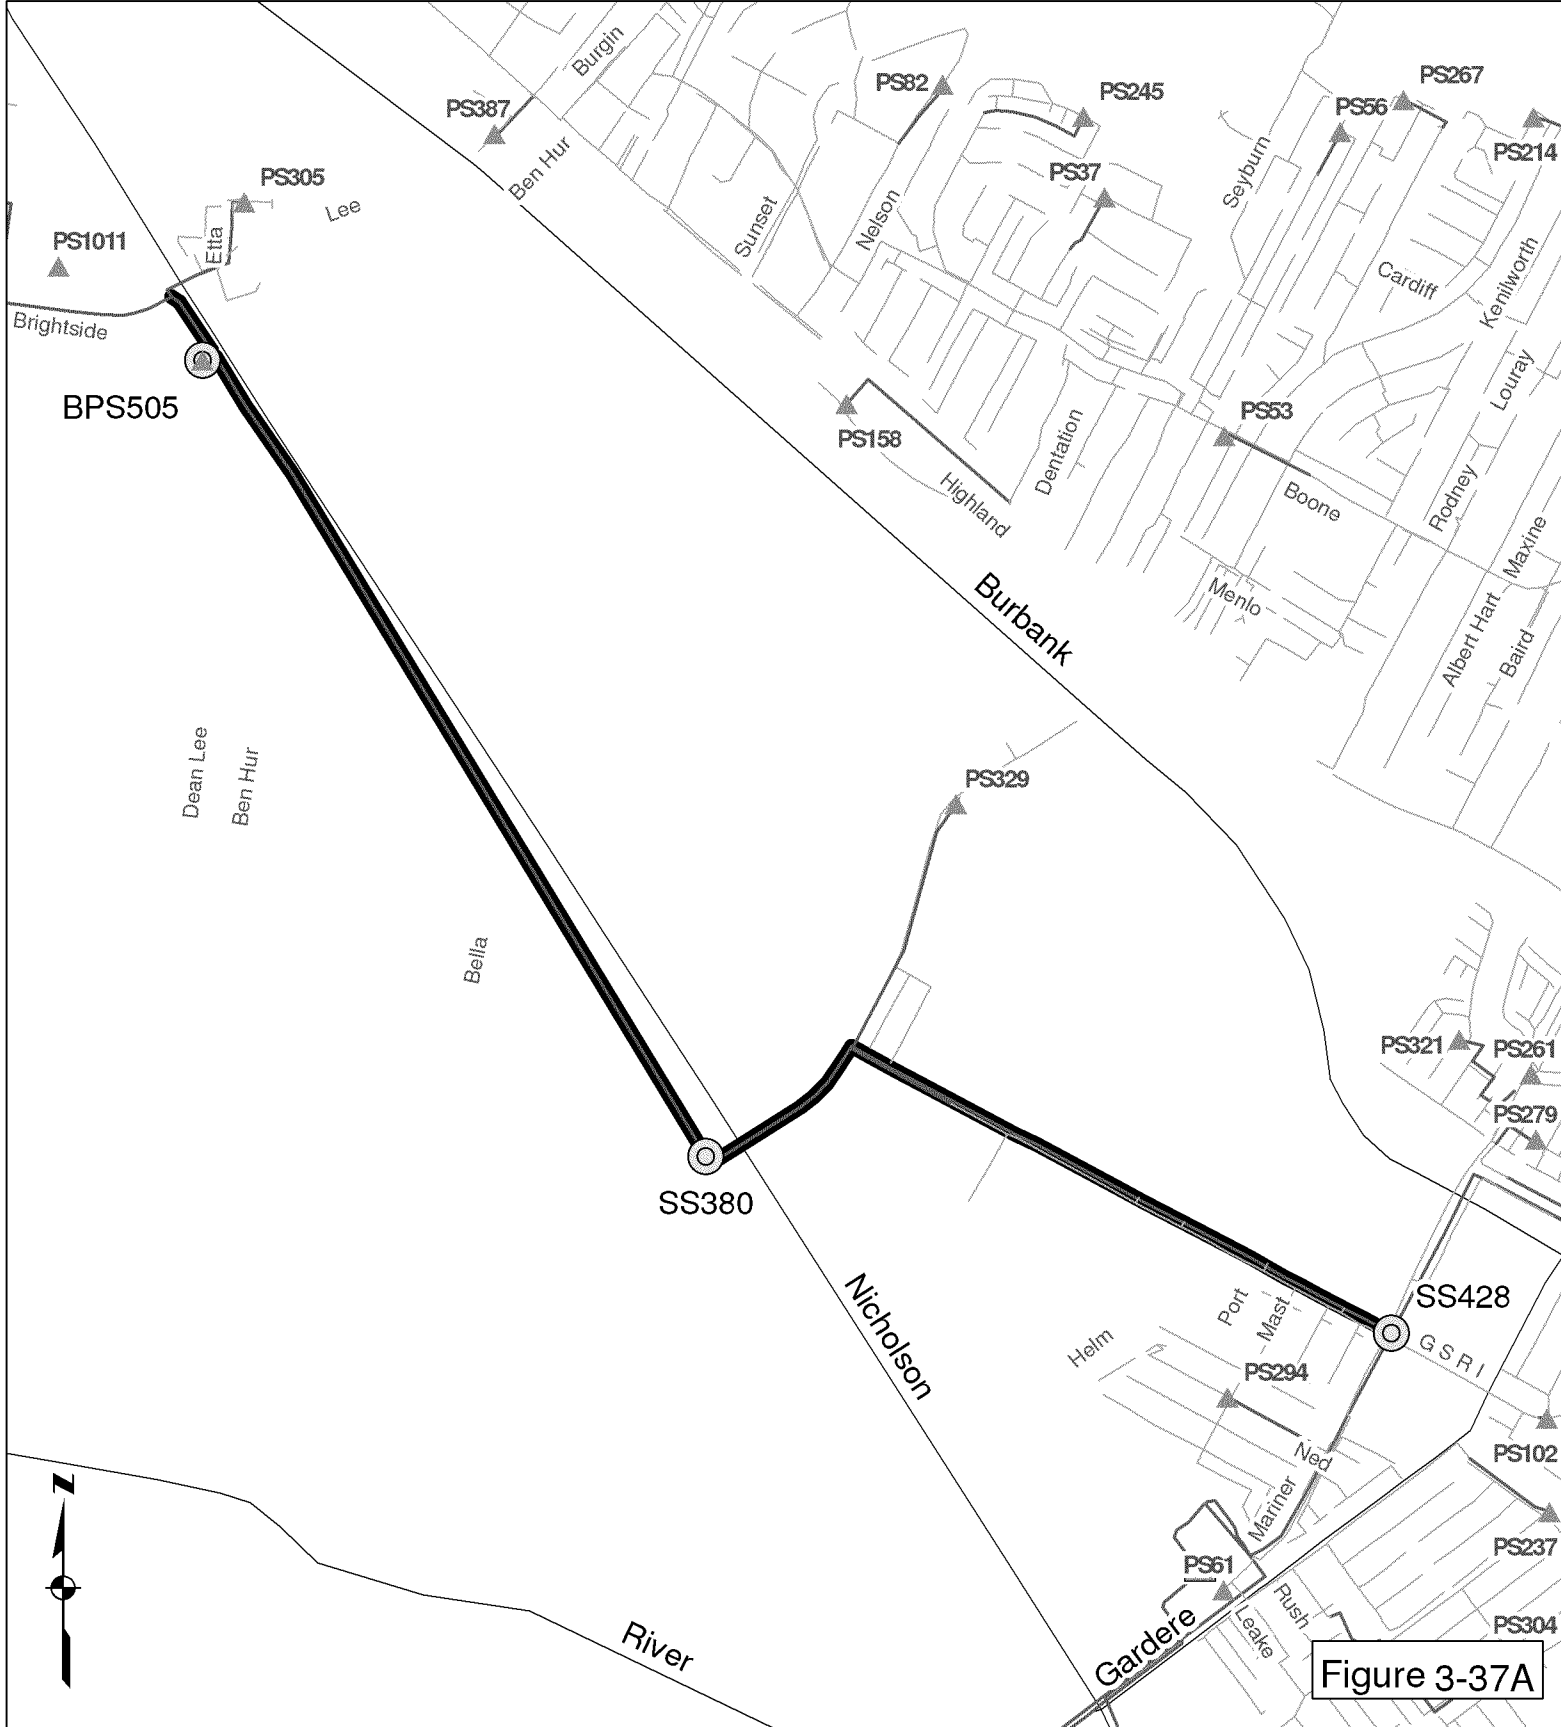 Burgin
PS82
PS245
PS267
PS387
PS56
PS214
Ben Hur
PS37
Seyburn
PS305
Lee
Etta
Sunset
Nelson
PS1011
Cardiff
Kenilworth
Brightside
BPS505
Louray
PS158
PS53
Dentation
Highland
Boone
Rodney
Maxine
Burbank
Menlo
Albert Hart
Baird
Dean Lee
Ben Hur
PS329
Bella
PS321
PS261
PS279
SS380
SS428
Nicholson
Port
Mast
Helm
GSRI
PS294
PS102
Ned
Mariner
Z
PS237
PS61
Rush
Leake
PS304
River
Gardere
Figure 3-37A